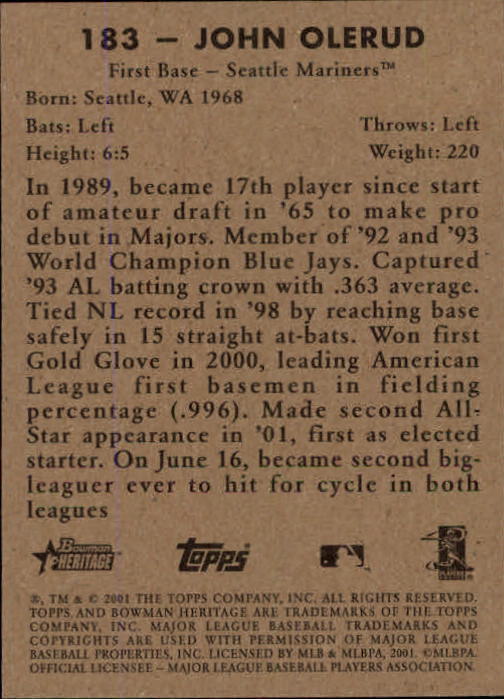 183 – JOHN OLERUD
First Base – Seattle Mariners™
Born: Seattle, WA 1968
Bats: Left Throws: Left
Height: 6:5 Weight: 220
In 1989, became 17th player since start
of amateur draft in '65 to make pro
debut in Majors. Member of '92 and '93
World Champion Blue Jays. Captured
'93 AL batting crown with .363 average.
Tied NL record in '98 by reaching base
safely in 15 straight at-bats. Won first
Gold Glove in 2000, leading American
League first basemen in fielding
percentage (.996). Made second All-
Star appearance in '01, first as elected
starter. On June 16, became second big-
leaguer ever to hit for cycle in both
leagues
Bowman
HERITAGE
TOPPS
®, TM & © 2001 THE TOPPS COMPANY, INC. ALL RIGHTS RESERVED.
TOPPS AND BOWMAN HERITAGE ARE TRADEMARKS OF THE TOPPS
COMPANY, INC. MAJOR LEAGUE BASEBALL TRADEMARKS AND
COPYRIGHTS ARE USED WITH PERMISSION OF MAJOR LEAGUE
BASEBALL PROPERTIES, INC. LICENSED BY MLB & MLBPA, 2001. ©MLBPA.
OFFICIAL LICENSEE – MAJOR LEAGUE BASEBALL PLAYERS ASSOCIATION.